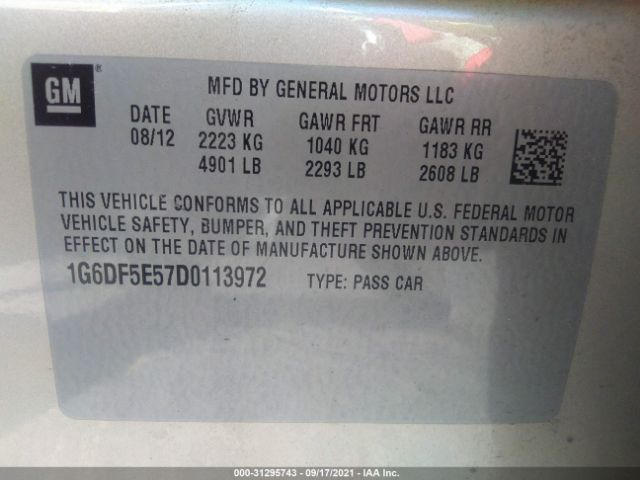 GM ®
MFD BY GENERAL MOTORS LLC
DATE GVWR GAWR FRT GAWR RR
08/12 2223 KG 1040 KG 1183 KG
4901 LB 2293 LB 2608 LB
THIS VEHICLE CONFORMS TO ALL APPLICABLE U.S. FEDERAL MOTOR
VEHICLE SAFETY, BUMPER, AND THEFT PREVENTION STANDARDS IN
EFFECT ON THE DATE OF MANUFACTURE SHOWN ABOVE.
1G6DF5E57D0113972 TYPE: PASS CAR
000-31295743 - 09/17/2021 - IAA Inc.